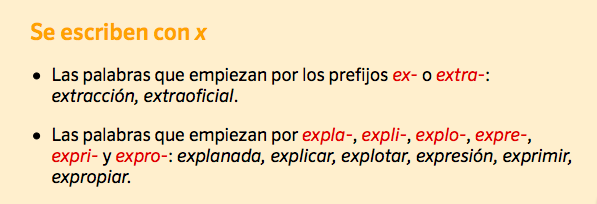 Se escriben con x
• Las palabras que empiezan por los prefijos ex- o extra-:
extracción, extraoficial.
• Las palabras que empiezan por expla-, expli-, explo-, expre-,
expri- y expro-: explanada, explicar, explotar, expresión, exprimir,
expropiar.